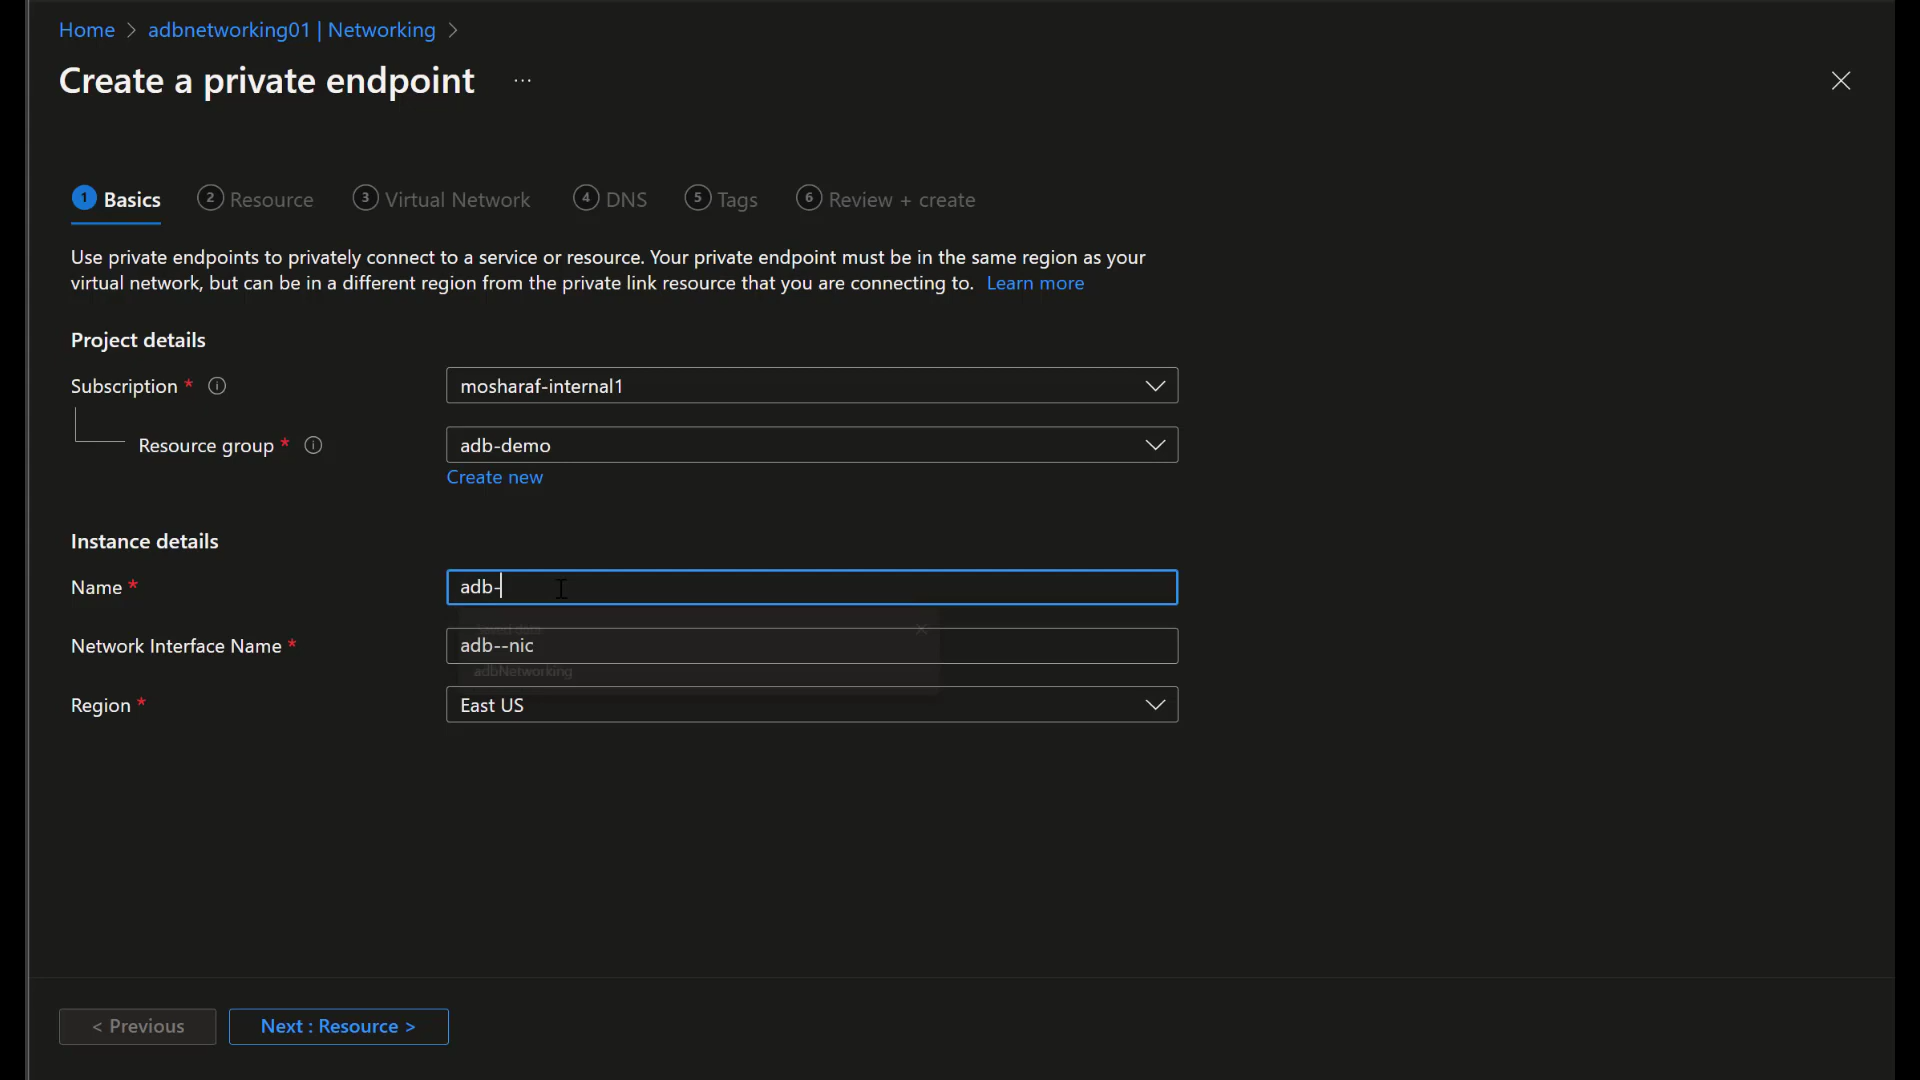 Home > adbnetworking01 | Networking >
Create a private endpoint ...
1 Basics 2 Resource 3 Virtual Network 4 DNS 5 Tags 6 Review + create
Use private endpoints to privately connect to a service or resource. Your private endpoint must be in the same region as your
virtual network, but can be in a different region from the private link resource that you are connecting to. Learn more
Project details
Subscription * mosharaf-internal1
Resource group * adb-demo
Create new
Instance details
Name * adb-
Network Interface Name * adb--nic
adbNetworking
Region * East US
< Previous Next : Resource >